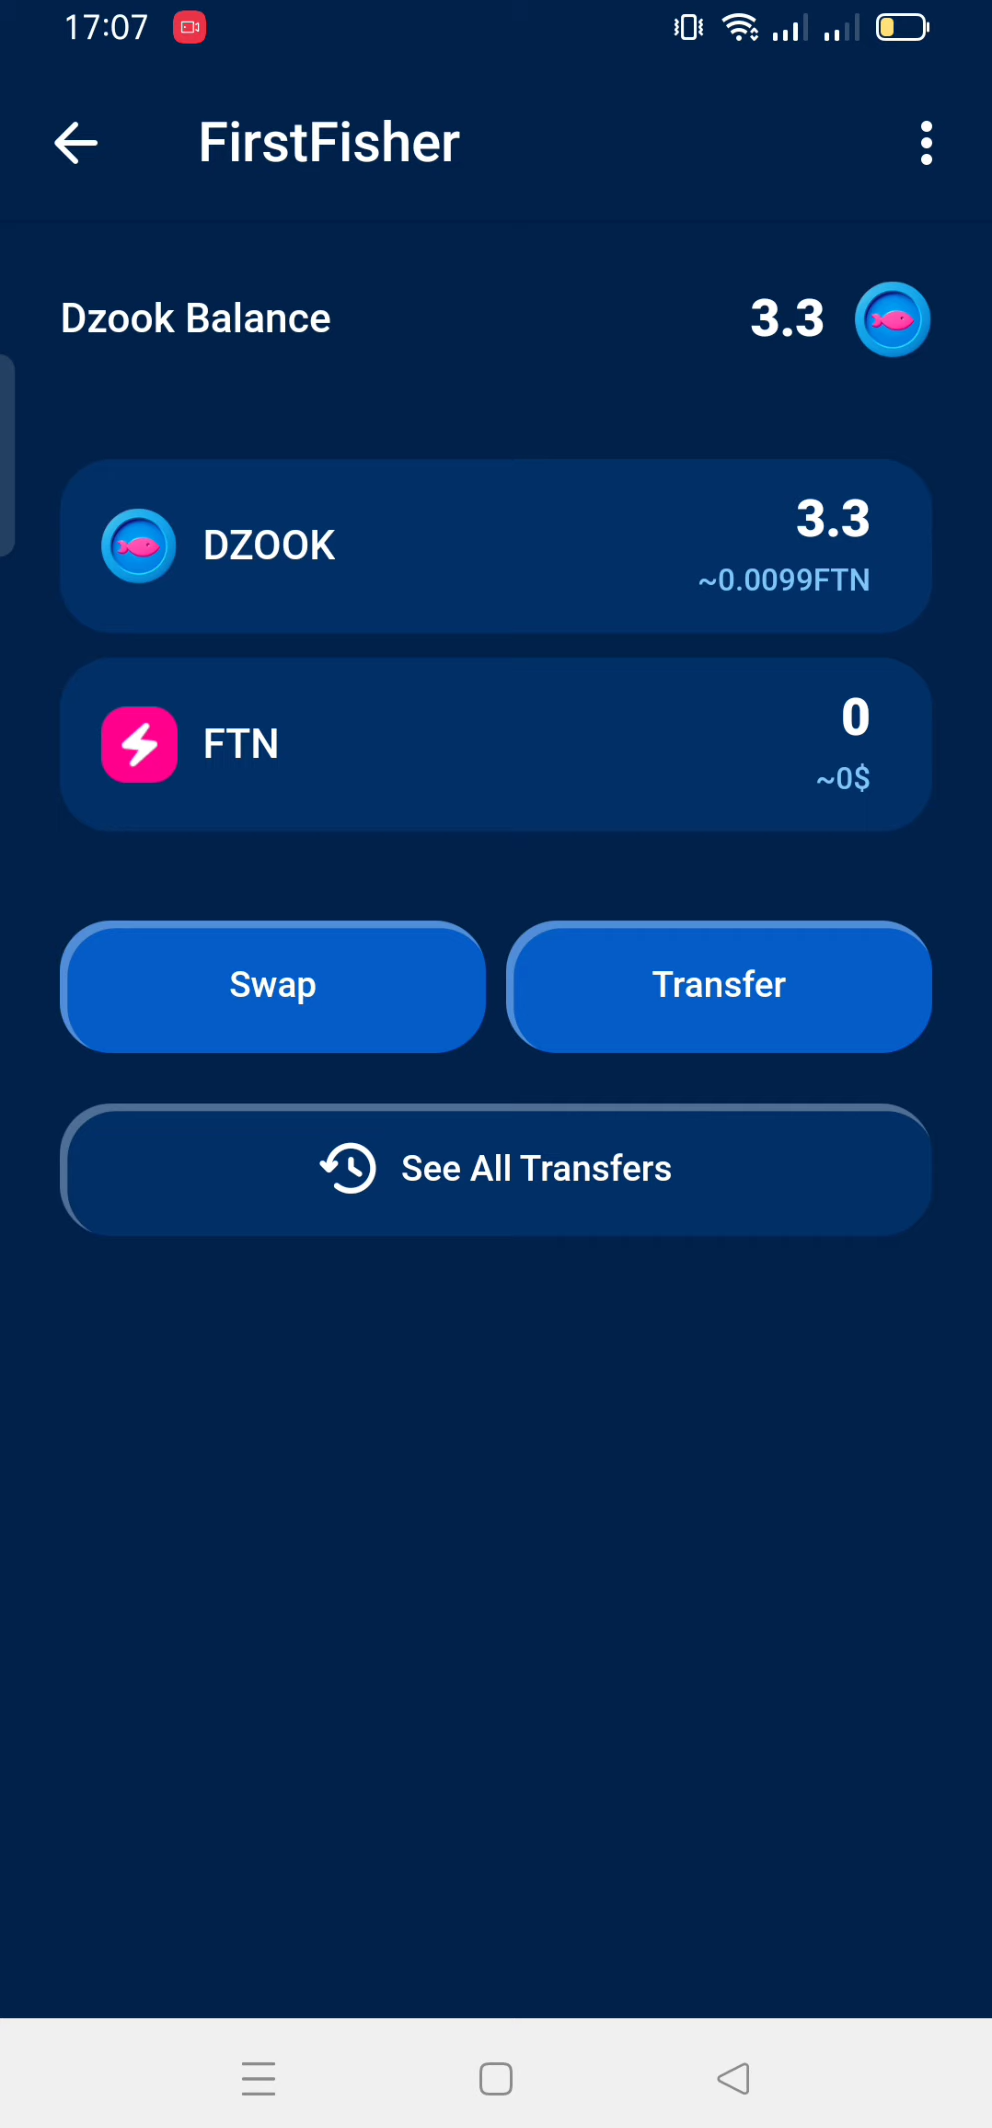 17:07
FirstFisher
Dzook Balance 3.3
DZOOK 3.3
~0.0099FTN
FTN 0
~0$
Swap Transfer
See All Transfers